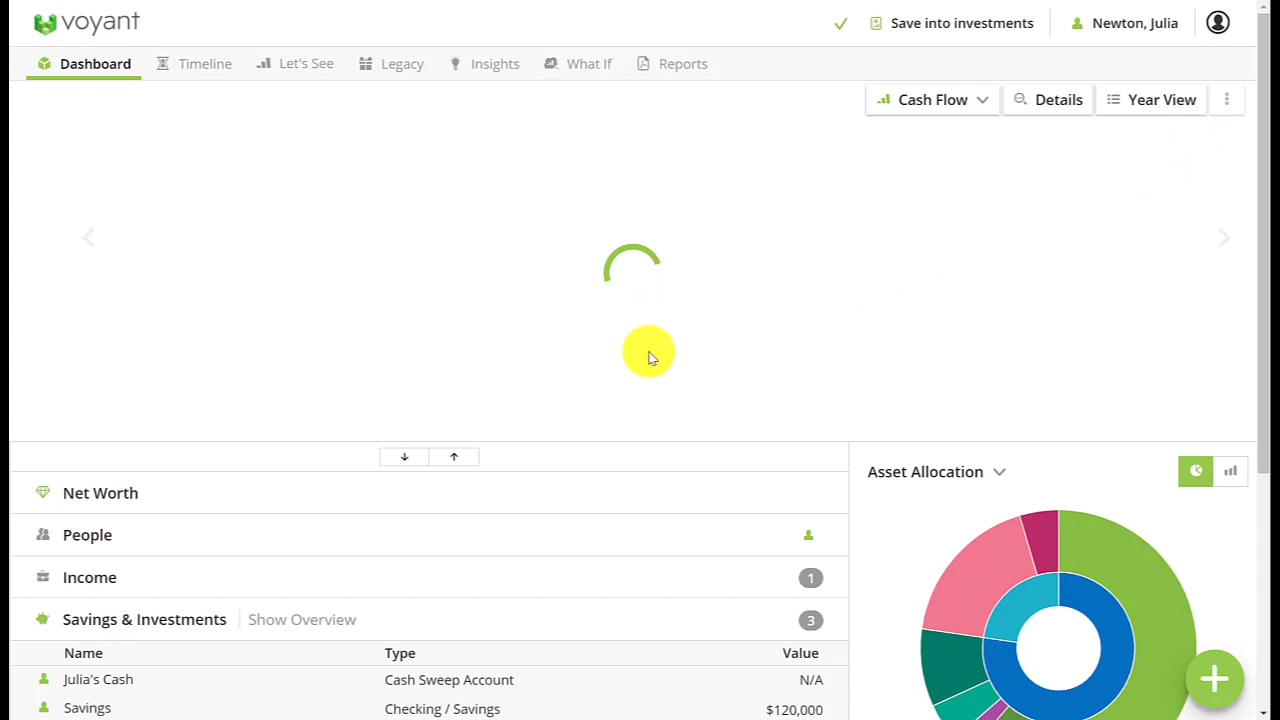 voyant
Save into investments
Newton, Julia
Dashboard
Timeline
Let's See
Legacy
Insights
What If
Reports
Cash Flow
Details
Year View
Net Worth
People
Income
1
Savings & Investments
Show Overview
3
Name Type Value
Julia's Cash Cash Sweep Account N/A
Savings Checking / Savings $120,000
Asset Allocation